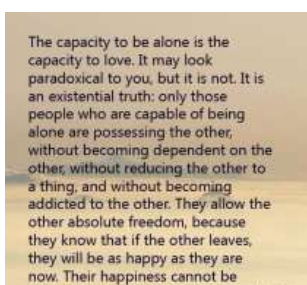 The capacity to be alone is the
capacity to love. It may look
paradoxical to you, but it is not. It is
an existential truth: only those
people who are capable of being
alone are possessing the other,
without becoming dependent on the
other, without reducing the other to
a thing, and without becoming
addicted to the other. They allow the
other absolute freedom, because
they know that if the other leaves,
they will be as happy as they are
now. Their happiness cannot be